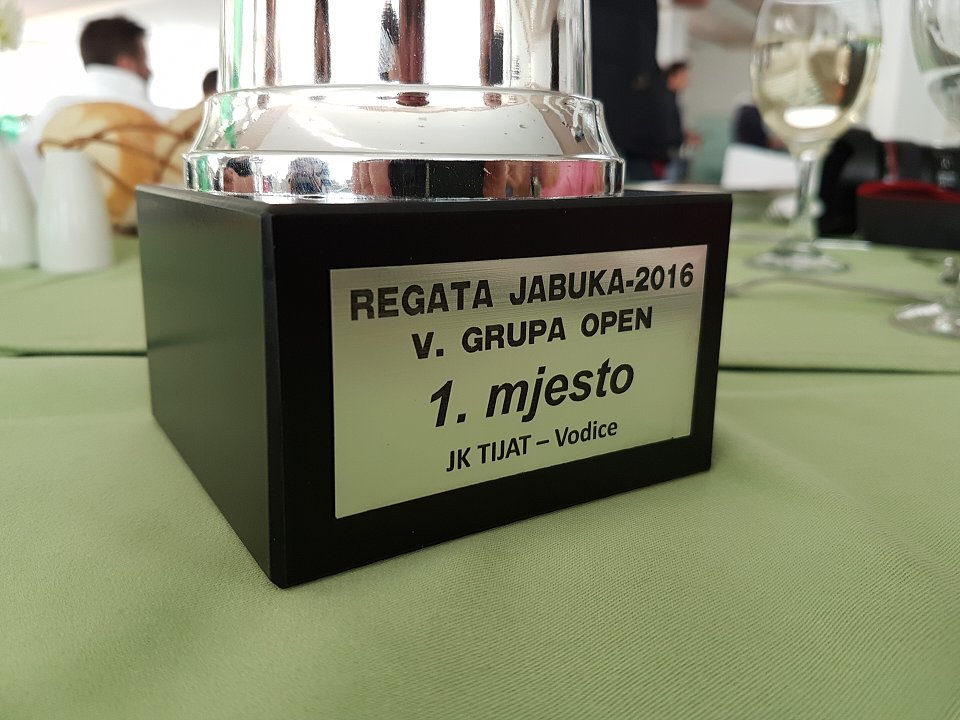 REGATA JABUKA-2016
V. GRUPA OPEN
1. mjesto
JK TIJAT – Vodice